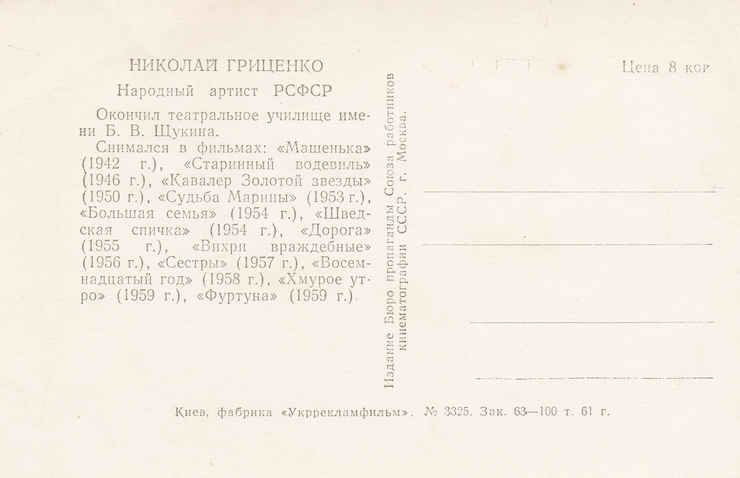 НИКОЛАЙ ГРИЦЕНКО
Народный артист РСФСР
Окончил театральное училище име-
ни Б. В. Щукина.
Снимался в фильмах: «Машенька»
(1942 г.), «Старинный водевиль»
(1946 г.), «Кавалер Золотой звезды»
(1950 г.), «Судьба Марины» (1953 г.),
«Большая семья» (1954 г.), «Швед-
ская спичка» (1954 г.), «Дорога»
(1955 г.), «Вихри враждебные»
(1956 г.), «Сестры» (1957 г.), «Восем-
надцатый год» (1958 г.), «Хмурое ут-
ро» (1959 г.), «Фуртуна» (1959 г.)
Издание Бюро пропаганды Союза работников
кинематографии СССР. г. Москва.
Цена 8 коп
Киев, фабрика «Укррекламфильм». № 3325. Зак. 63—100 т. 61 г.